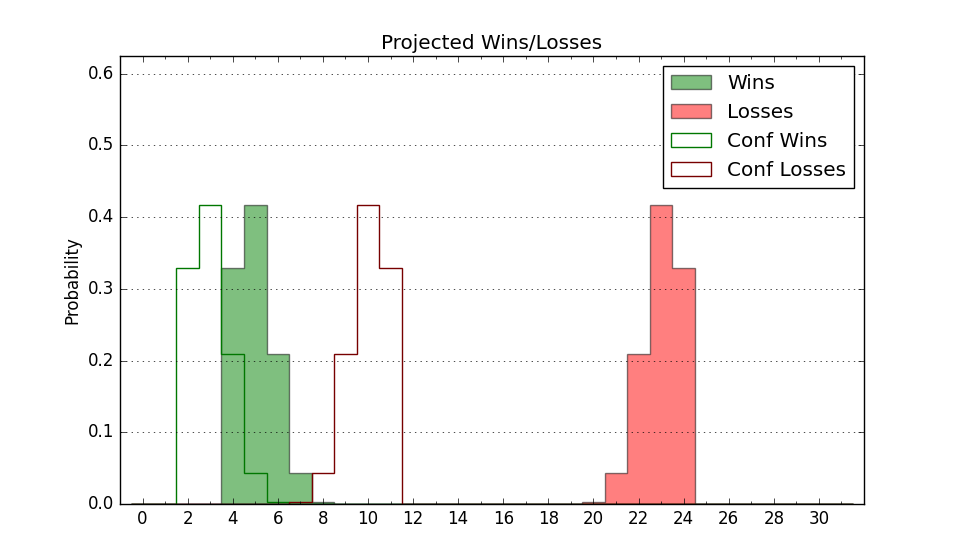 Projected Wins/Losses
0.6
0.5
0.4
0.3
0.2
0.1
0.0
Probability
Wins
Losses
Conf Wins
Conf Losses
0 2 4 6 8 10 12 14 16 18 20 22 24 26 28 30